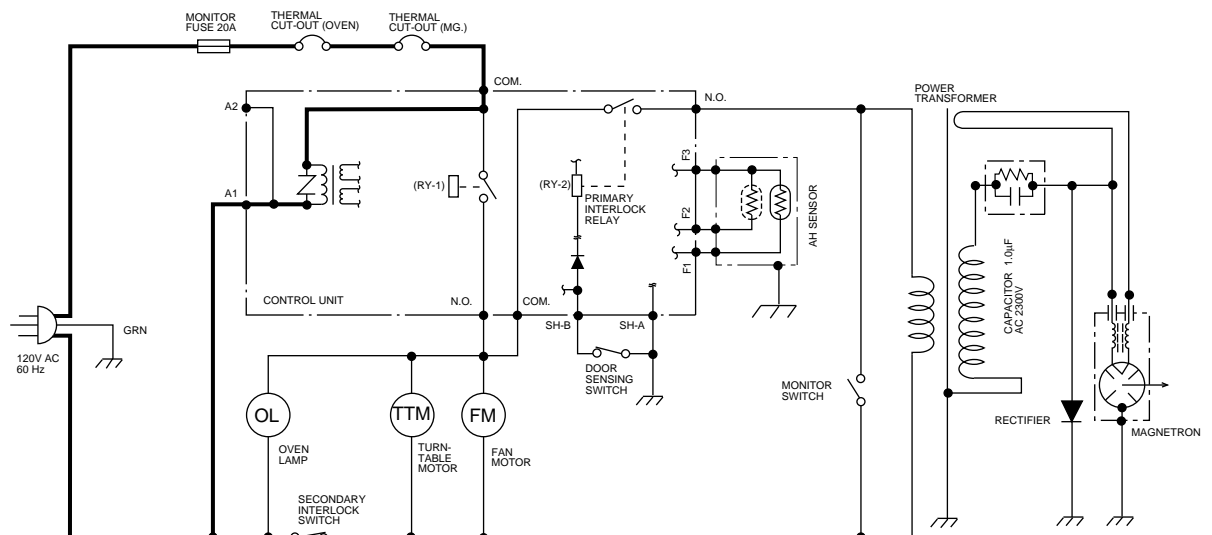 MONITOR
FUSE 20A
THERMAL
CUT-OUT (OVEN)
THERMAL
CUT-OUT (MG.)
COM.
A2
N.O.
POWER
TRANSFORMER
F3
A1
(RY-1)
(RY-2)
PRIMARY
INTERLOCK
RELAY
F2
AH SENSOR
F1
CONTROL UNIT
N.O.
COM.
SH-B
SH-A
CAPACITOR 1.0µF
AC 2300V
GRN
120V AC
60 Hz
DOOR
SENSING
SWITCH
MONITOR
SWITCH
OL
TTM
FM
RECTIFIER
MAGNETRON
OVEN
LAMP
TURN-
TABLE
MOTOR
FAN
MOTOR
SECONDARY
INTERLOCK
SWITCH